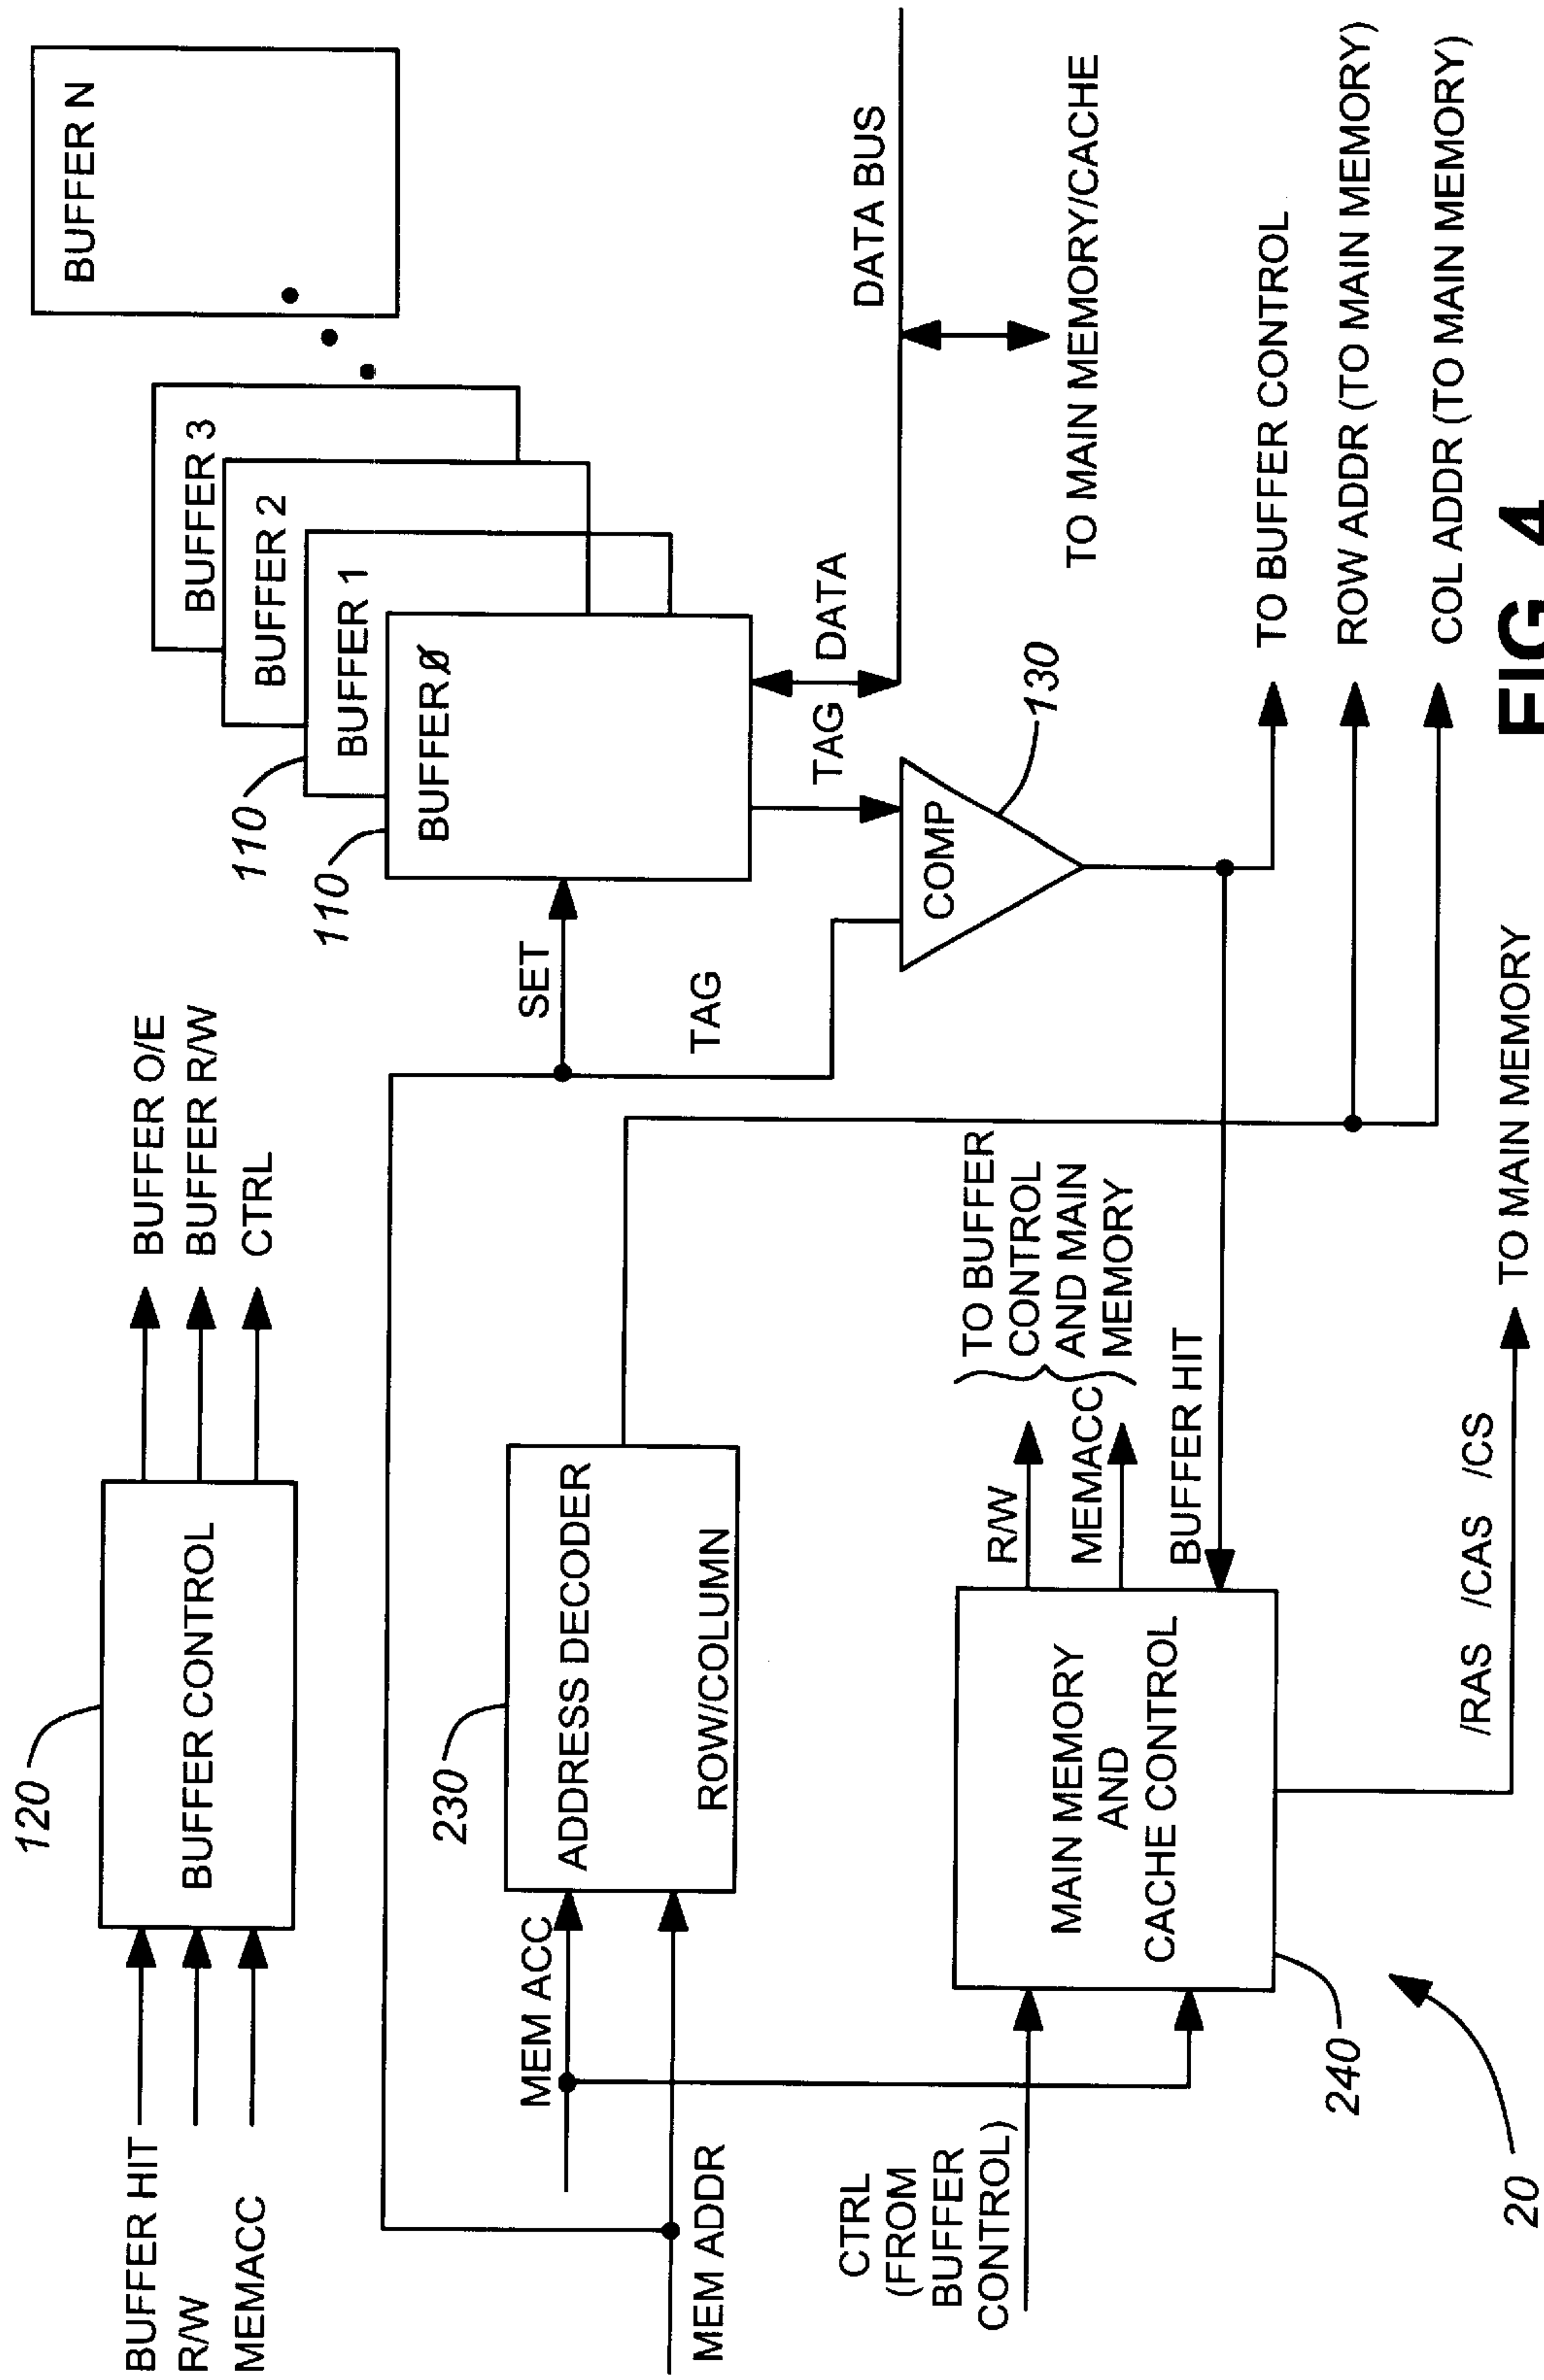 120
BUFFER HIT
R/W
MEMACC
BUFFER CONTROL
BUFFER O/E
BUFFER R/W
CTRL
BUFFER N
BUFFER 3
BUFFER 2
BUFFER 1
BUFFER Ø
110
110
230
MEM ACC
MEM ADDR
ADDRESS DECODER
ROW/COLUMN
SET
TAG
TAG
DATA
DATA BUS
TO MAIN MEMORY/CACHE
COMP
130
CTRL
(FROM
BUFFER
CONTROL)
MAIN MEMORY
AND
CACHE CONTROL
240
R/W
MEMACC
TO BUFFER
CONTROL
AND MAIN
MEMORY
BUFFER HIT
TO BUFFER CONTROL
ROW ADDR (TO MAIN MEMORY)
COL ADDR (TO MAIN MEMORY)
/RAS /CAS /CS
TO MAIN MEMORY
20
FIG 4